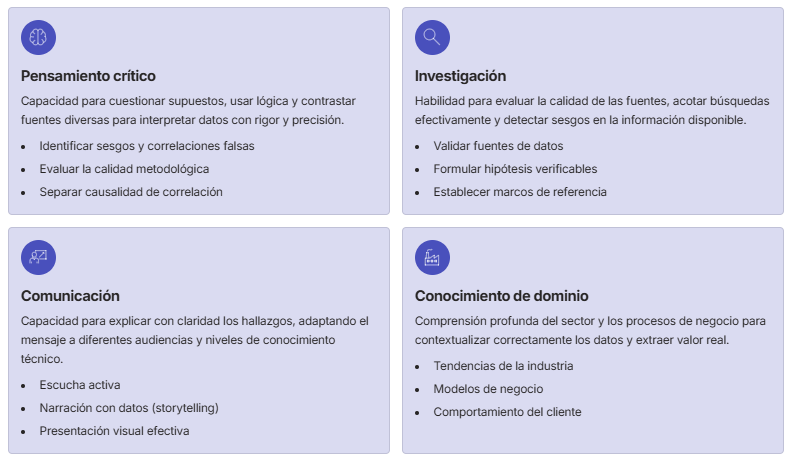 Pensamiento crítico
Capacidad para cuestionar supuestos, usar lógica y contrastar
fuentes diversas para interpretar datos con rigor y precisión.
• Identificar sesgos y correlaciones falsas
• Evaluar la calidad metodológica
• Separar causalidad de correlación
Investigación
Habilidad para evaluar la calidad de las fuentes, acotar búsquedas
efectivamente y detectar sesgos en la información disponible.
• Validar fuentes de datos
• Formular hipótesis verificables
• Establecer marcos de referencia
Comunicación
Capacidad para explicar con claridad los hallazgos, adaptando el
mensaje a diferentes audiencias y niveles de conocimiento
técnico.
• Escucha activa
• Narración con datos (storytelling)
• Presentación visual efectiva
Conocimiento de dominio
Comprensión profunda del sector y los procesos de negocio para
contextualizar correctamente los datos y extraer valor real.
• Tendencias de la industria
• Modelos de negocio
• Comportamiento del cliente